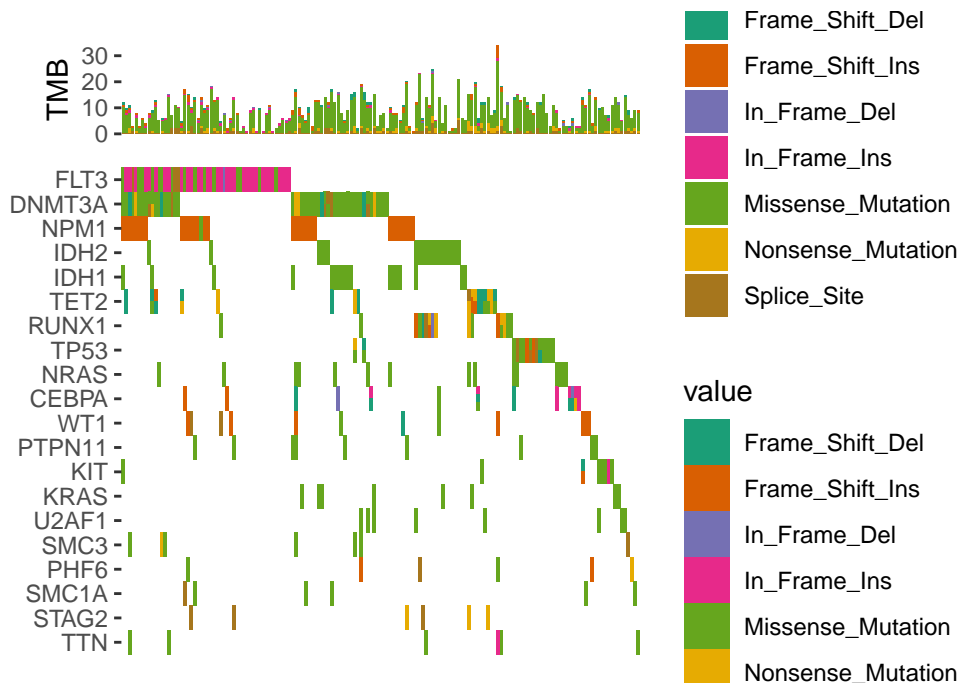 TMB
30
20
10
0
FLT3
DNMT3A
NPM1
IDH2
IDH1
TET2
RUNX1
TP53
NRAS
CEBPA
WT1
PTPN11
KIT
KRAS
U2AF1
SMC3
PHF6
SMC1A
STAG2
TTN
Frame_Shift_Del
Frame_Shift_Ins
In_Frame_Del
In_Frame_Ins
Missense_Mutation
Nonsense_Mutation
Splice_Site
value
Frame_Shift_Del
Frame_Shift_Ins
In_Frame_Del
In_Frame_Ins
Missense_Mutation
Nonsense_Mutation